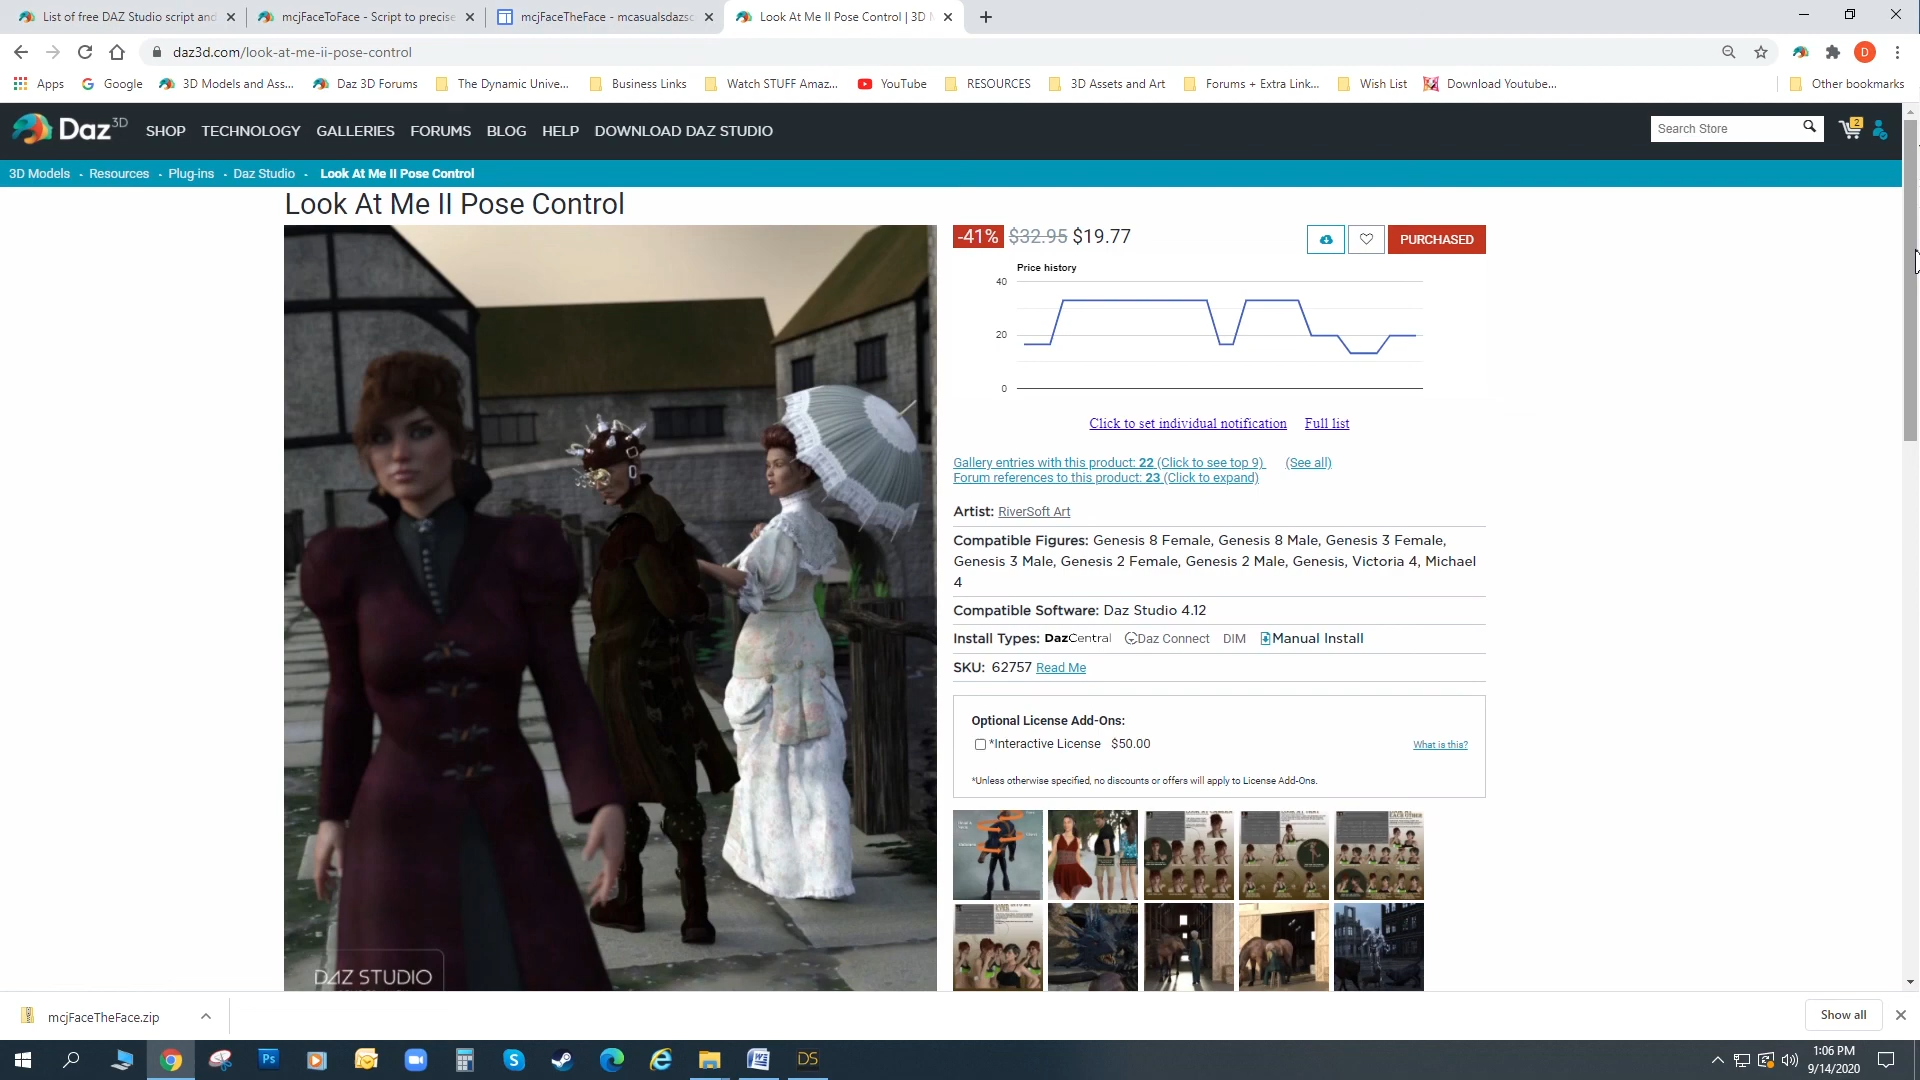 List of free DAZ Studio script and
mcjFaceToFace - Script to precise
mcjFaceTheFace - mcasualsdazsc
Look At Me II Pose Control | 3D M
daz3d.com/look-at-me-ii-pose-control
D
Apps
Google
3D Models and Ass...
Daz 3D Forums
The Dynamic Unive...
Business Links
Watch STUFF Amaz...
YouTube
RESOURCES
3D Assets and Art
Forums + Extra Link...
Wish List
Download Youtube...
Other bookmarks
Daz 3D
SHOP
TECHNOLOGY
GALLERIES
FORUMS
BLOG
HELP
DOWNLOAD DAZ STUDIO
Search Store
2
3D Models - Resources - Plug-ins - Daz Studio - Look At Me II Pose Control
Look At Me II Pose Control
-41% $32.95 $19.77
PURCHASED
Price history
40
20
0
Click to set individual notification Full list
Gallery entries with this product: 22 (Click to see top 9) (See all)
Forum references to this product: 23 (Click to expand)
Artist: RiverSoft Art
Compatible Figures: Genesis 8 Female, Genesis 8 Male, Genesis 3 Female,
Genesis 3 Male, Genesis 2 Female, Genesis 2 Male, Genesis, Victoria 4, Michael
4
Compatible Software: Daz Studio 4.12
Install Types: DazCentral Daz Connect DIM Manual Install
SKU: 62757 Read Me
Optional License Add-Ons:
*Interactive License $50.00
What is this?
*Unless otherwise specified, no discounts or offers will apply to License Add-Ons.
EACH OTHER
DAZ STUDIO
mcjFaceTheFace.zip
Show all
Ps
S
W
DS
1:06 PM
9/14/2020